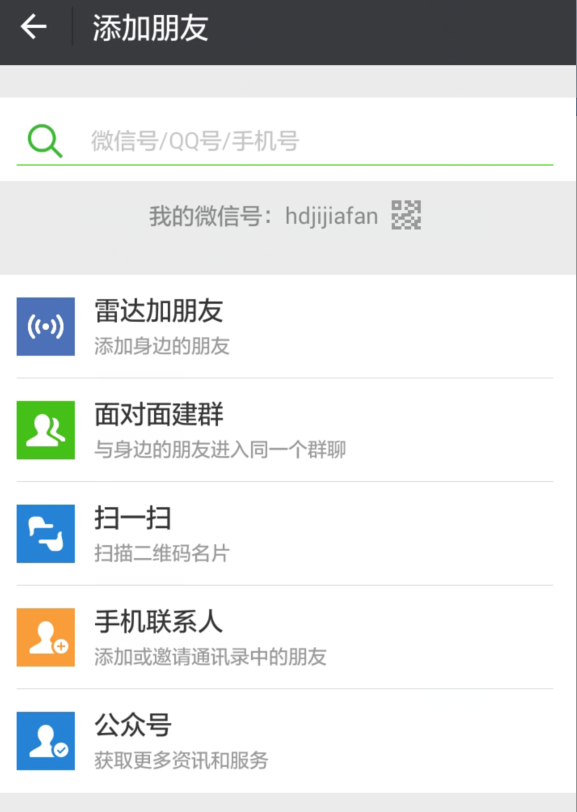 添加朋友
微信号/QQ号/手机号
我的微信号：hdjijiafan
雷达加朋友
添加身边的朋友
面对面建群
与身边的朋友进入同一个群聊
扫一扫
扫描二维码名片
手机联系人
添加或邀请通讯录中的朋友
公众号
获取更多资讯和服务